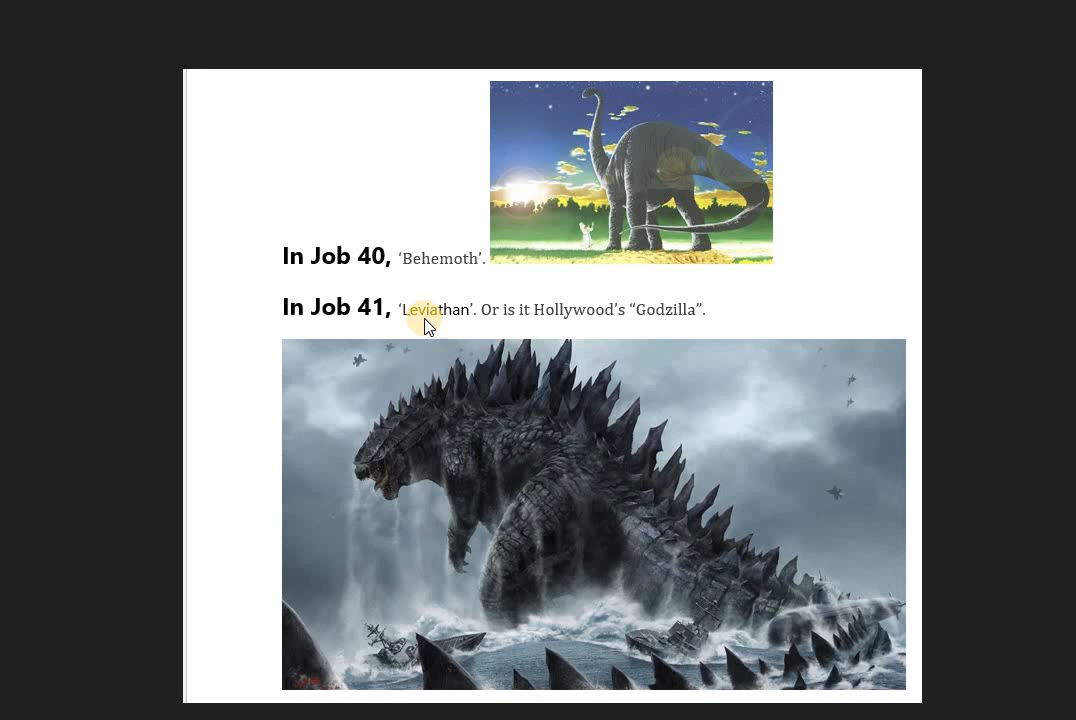 In Job 40, ‘Behemoth’.
In Job 41, ‘Leviathan’. Or is it Hollywood’s “Godzilla”.